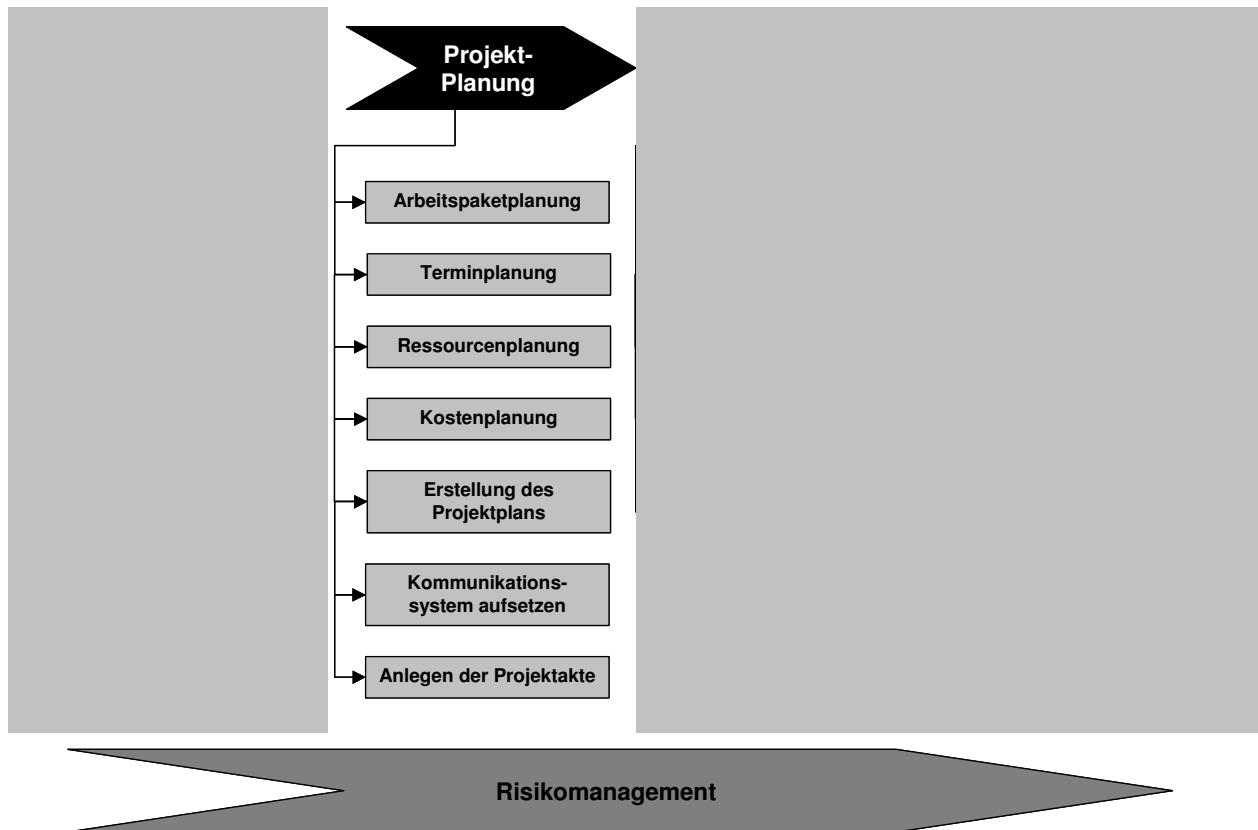 Projekt-
Planung
Arbeitspaketplanung
Terminplanung
Ressourcenplanung
Kostenplanung
Erstellung des
Projektplans
Kommunikations-
system aufsetzen
Anlegen der Projektakte
Risikomanagement